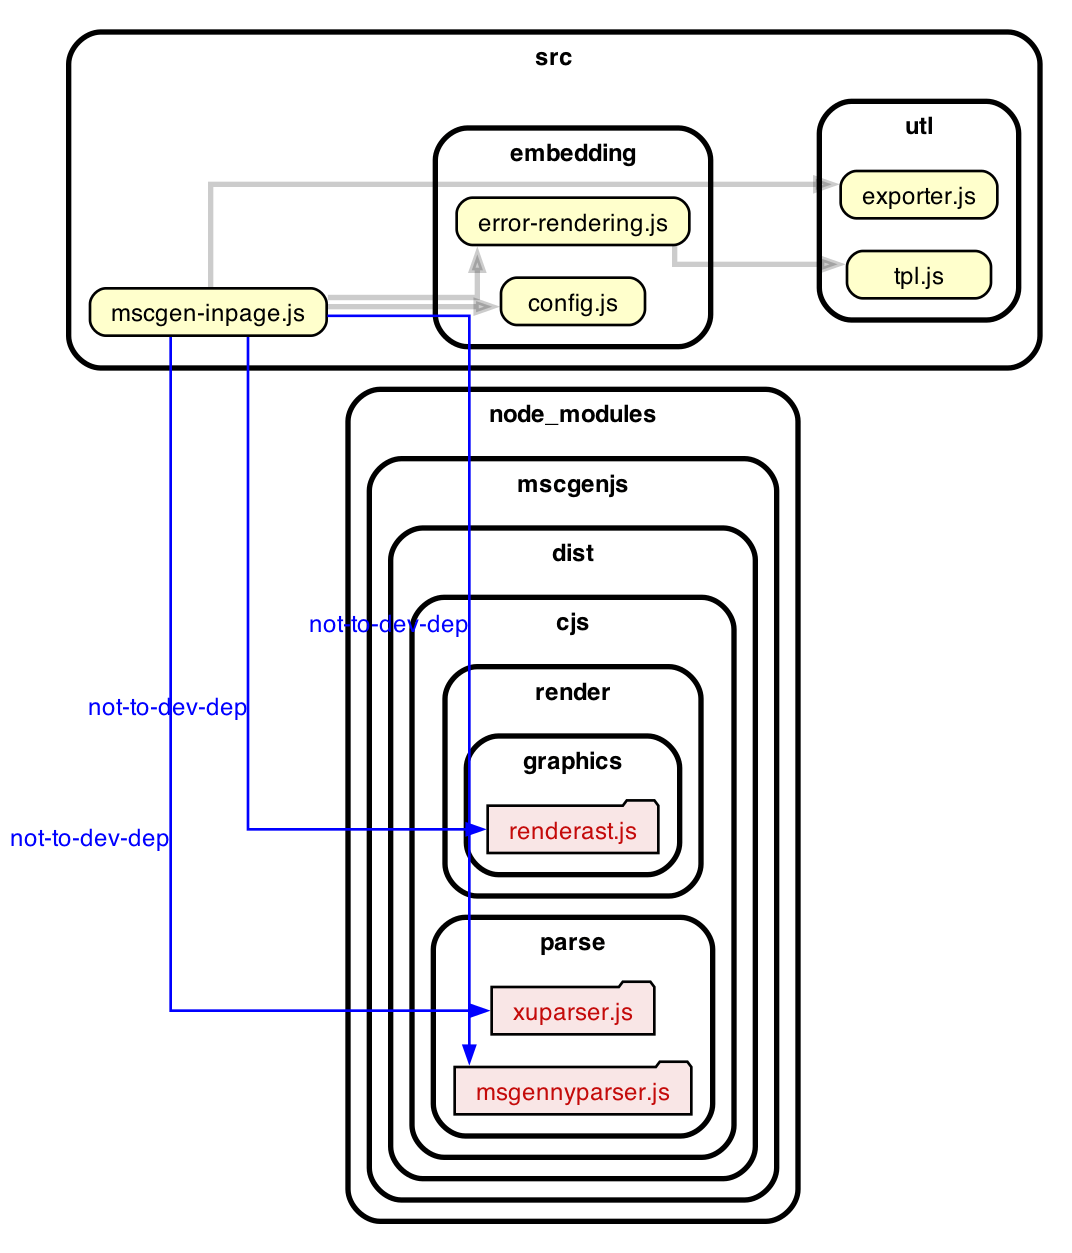 src
utl
embedding
exporter.js
error-rendering.js
tpl.js
config.js
mscgen-inpage.js
node_modules
mscgenjs
dist
cjs
not-to-dev-dep
render
not-to-dev-dep
graphics
renderast.js
not-to-dev-dep
parse
xuparser.js
msgennyparser.js